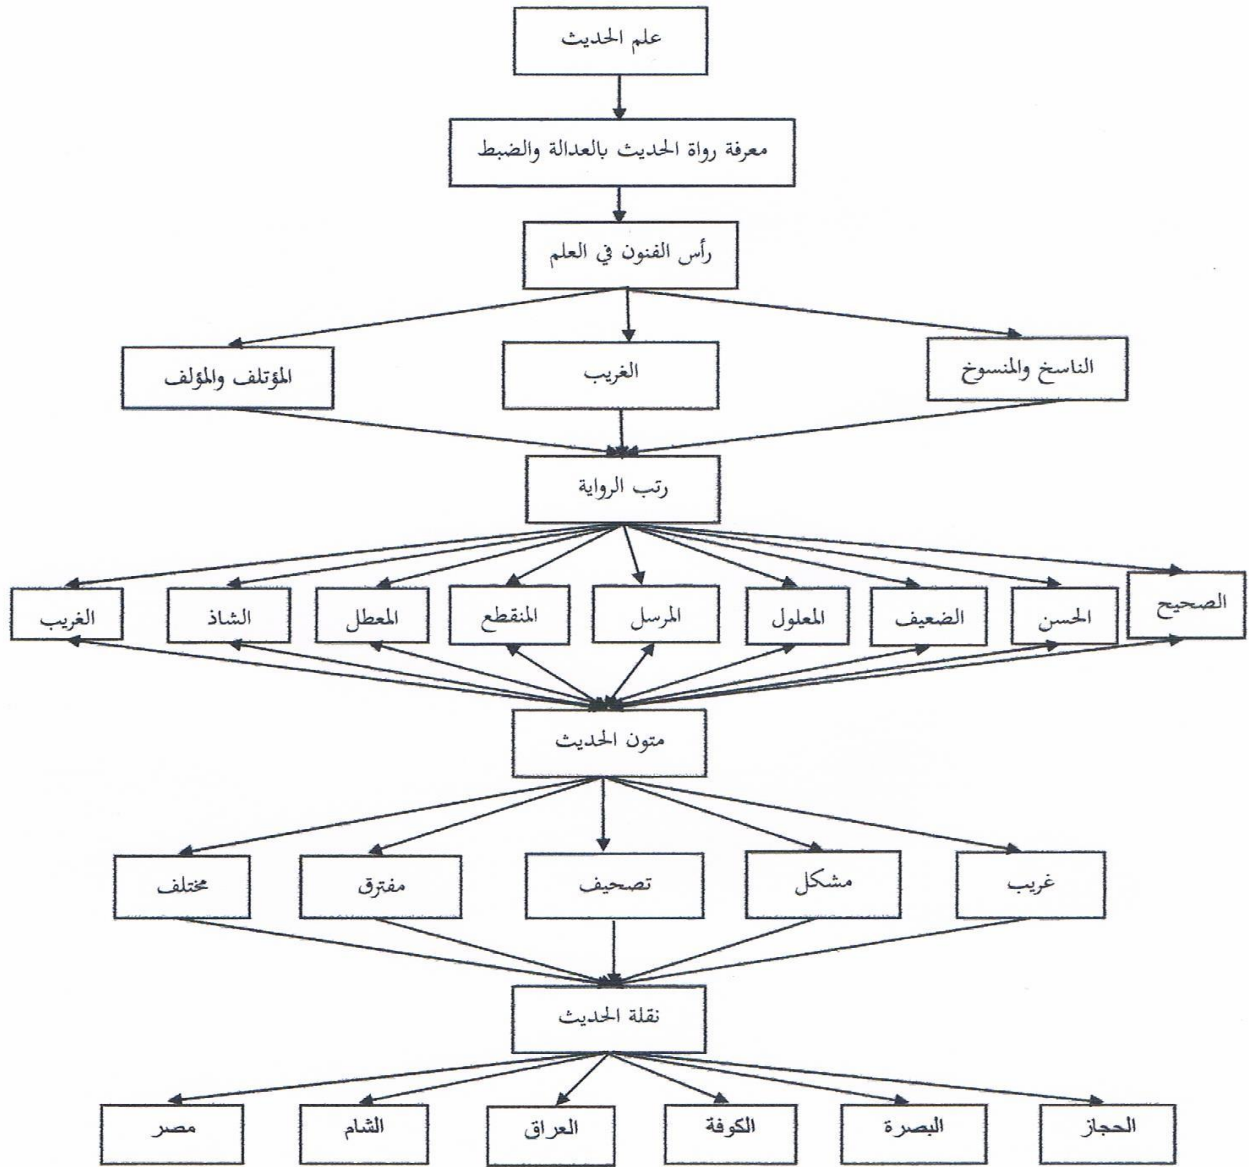 علم الحديث
معرفة رواة الحديث بالعدالة والضبط
رأس الفنون في العلم
الناسخ والمنسوخ
الغريب
المؤتلف والمؤلف
رتب الرواية
الصحيح
الحسن
الضعيف
المعلول
المرسل
المنقطع
المعطل
الشاذ
الغريب
متون الحديث
غريب
مشكل
تصحيف
مفترق
مختلف
نقلة الحديث
الحجاز
البصرة
الكوفة
العراق
الشام
مصر